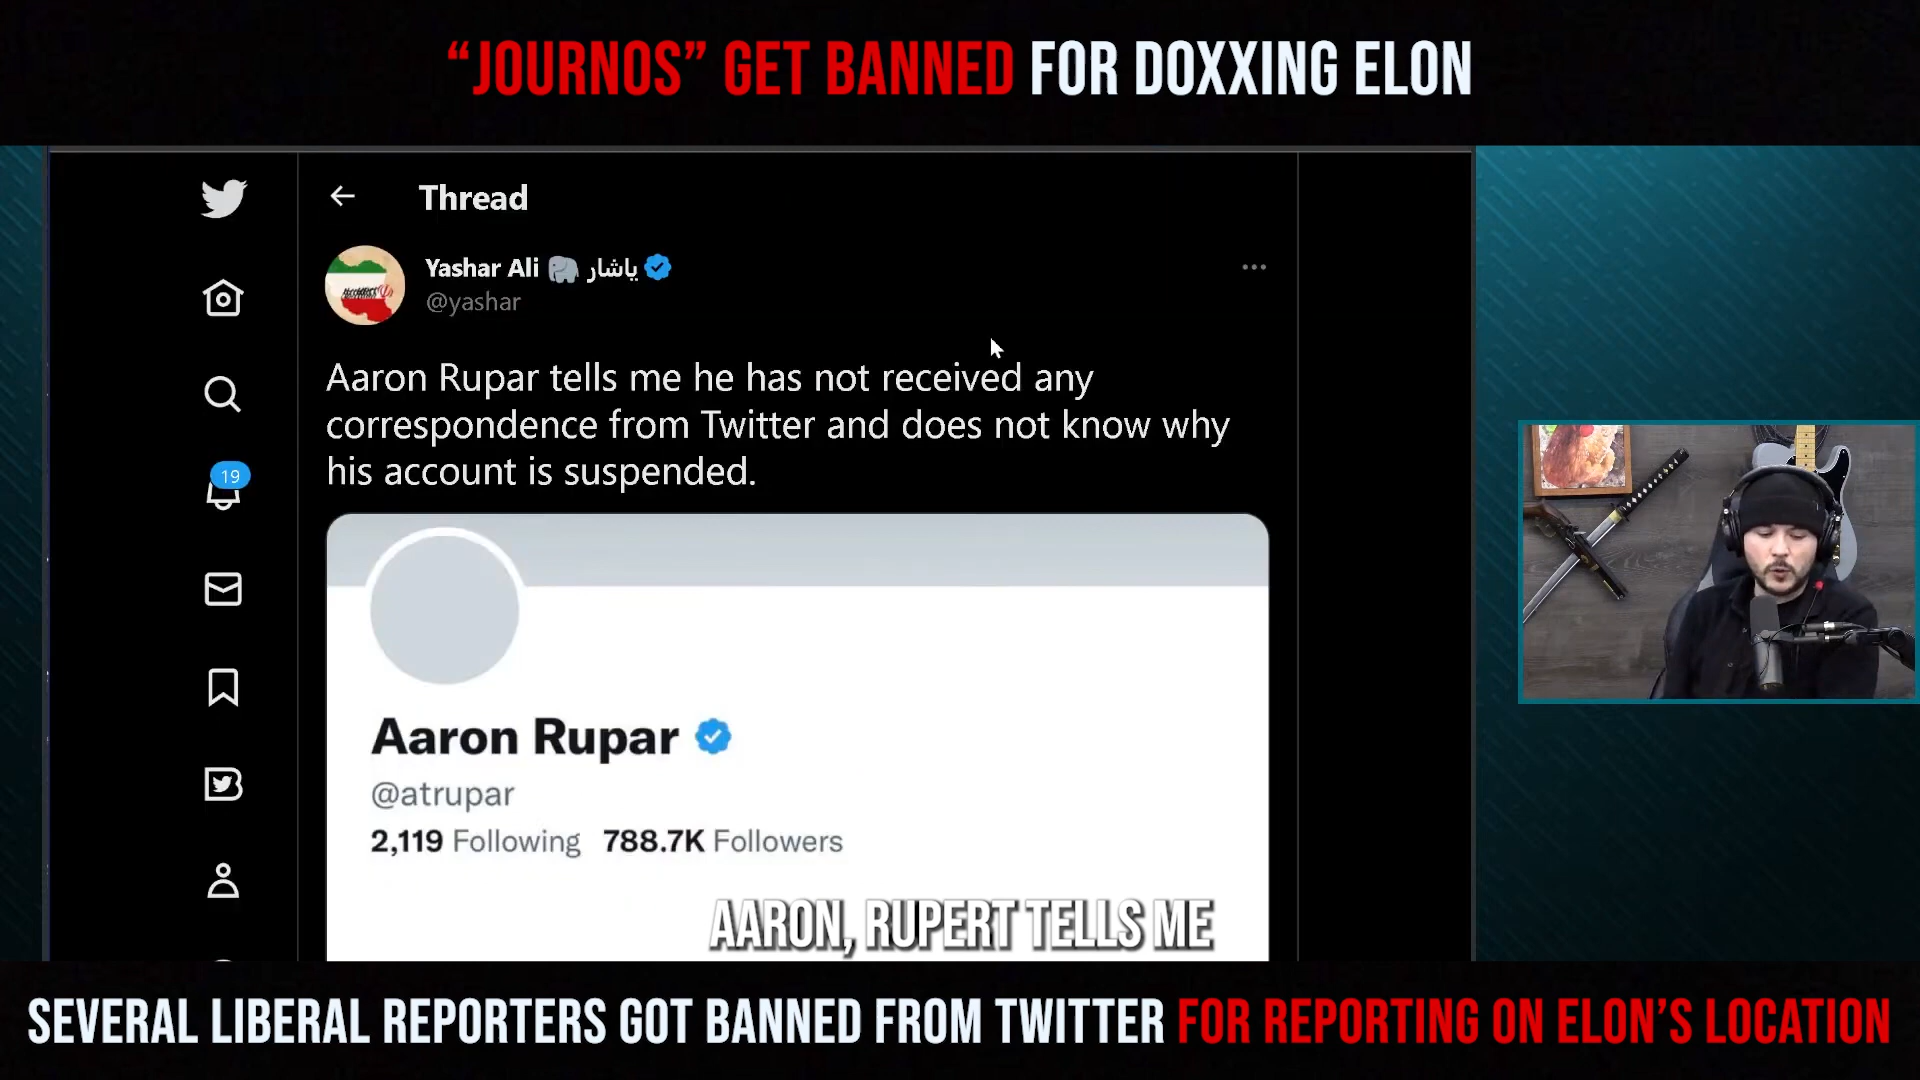 “JOURNOS” GET BANNED FOR DOXXING ELON
Thread
Yashar Ali 🐘 یاشار
@yashar
Aaron Rupar tells me he has not received any
correspondence from Twitter and does not know why
his account is suspended.
19
Aaron Rupar
@atrupar
2,119 Following 788.7K Followers
AARON, RUPERT TELLS ME
SEVERAL LIBERAL REPORTERS GOT BANNED FROM TWITTER FOR REPORTING ON ELON’S LOCATION